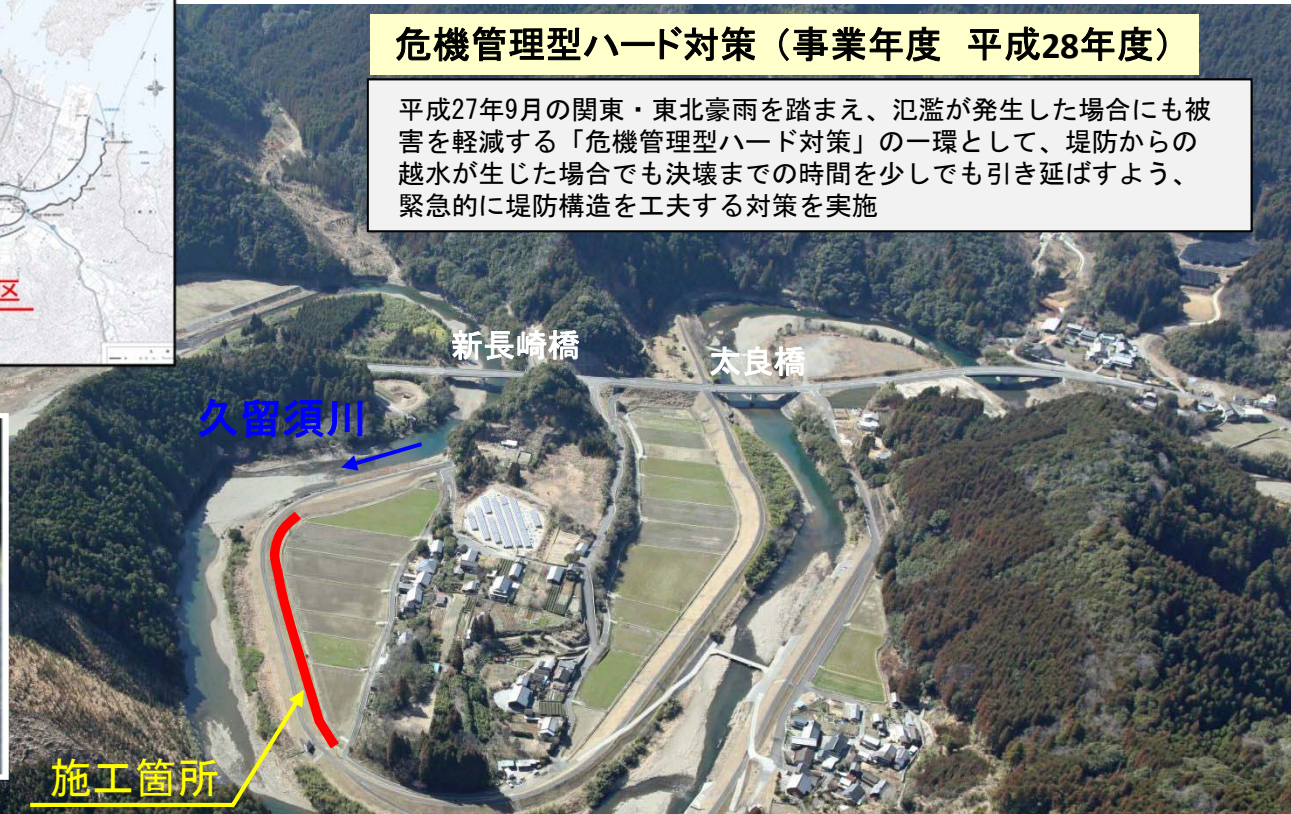 危機管理型ハード対策（事業年度　平成28年度）
平成27年9月の関東・東北豪雨を踏まえ、氾濫が発生した場合にも被
害を軽減する「危機管理型ハード対策」の一環として、堤防からの
越水が生じた場合でも決壊までの時間を少しでも引き延ばすよう、
緊急的に堤防構造を工夫する対策を実施
区
新長崎橋
太良橋
久留須川
施工箇所